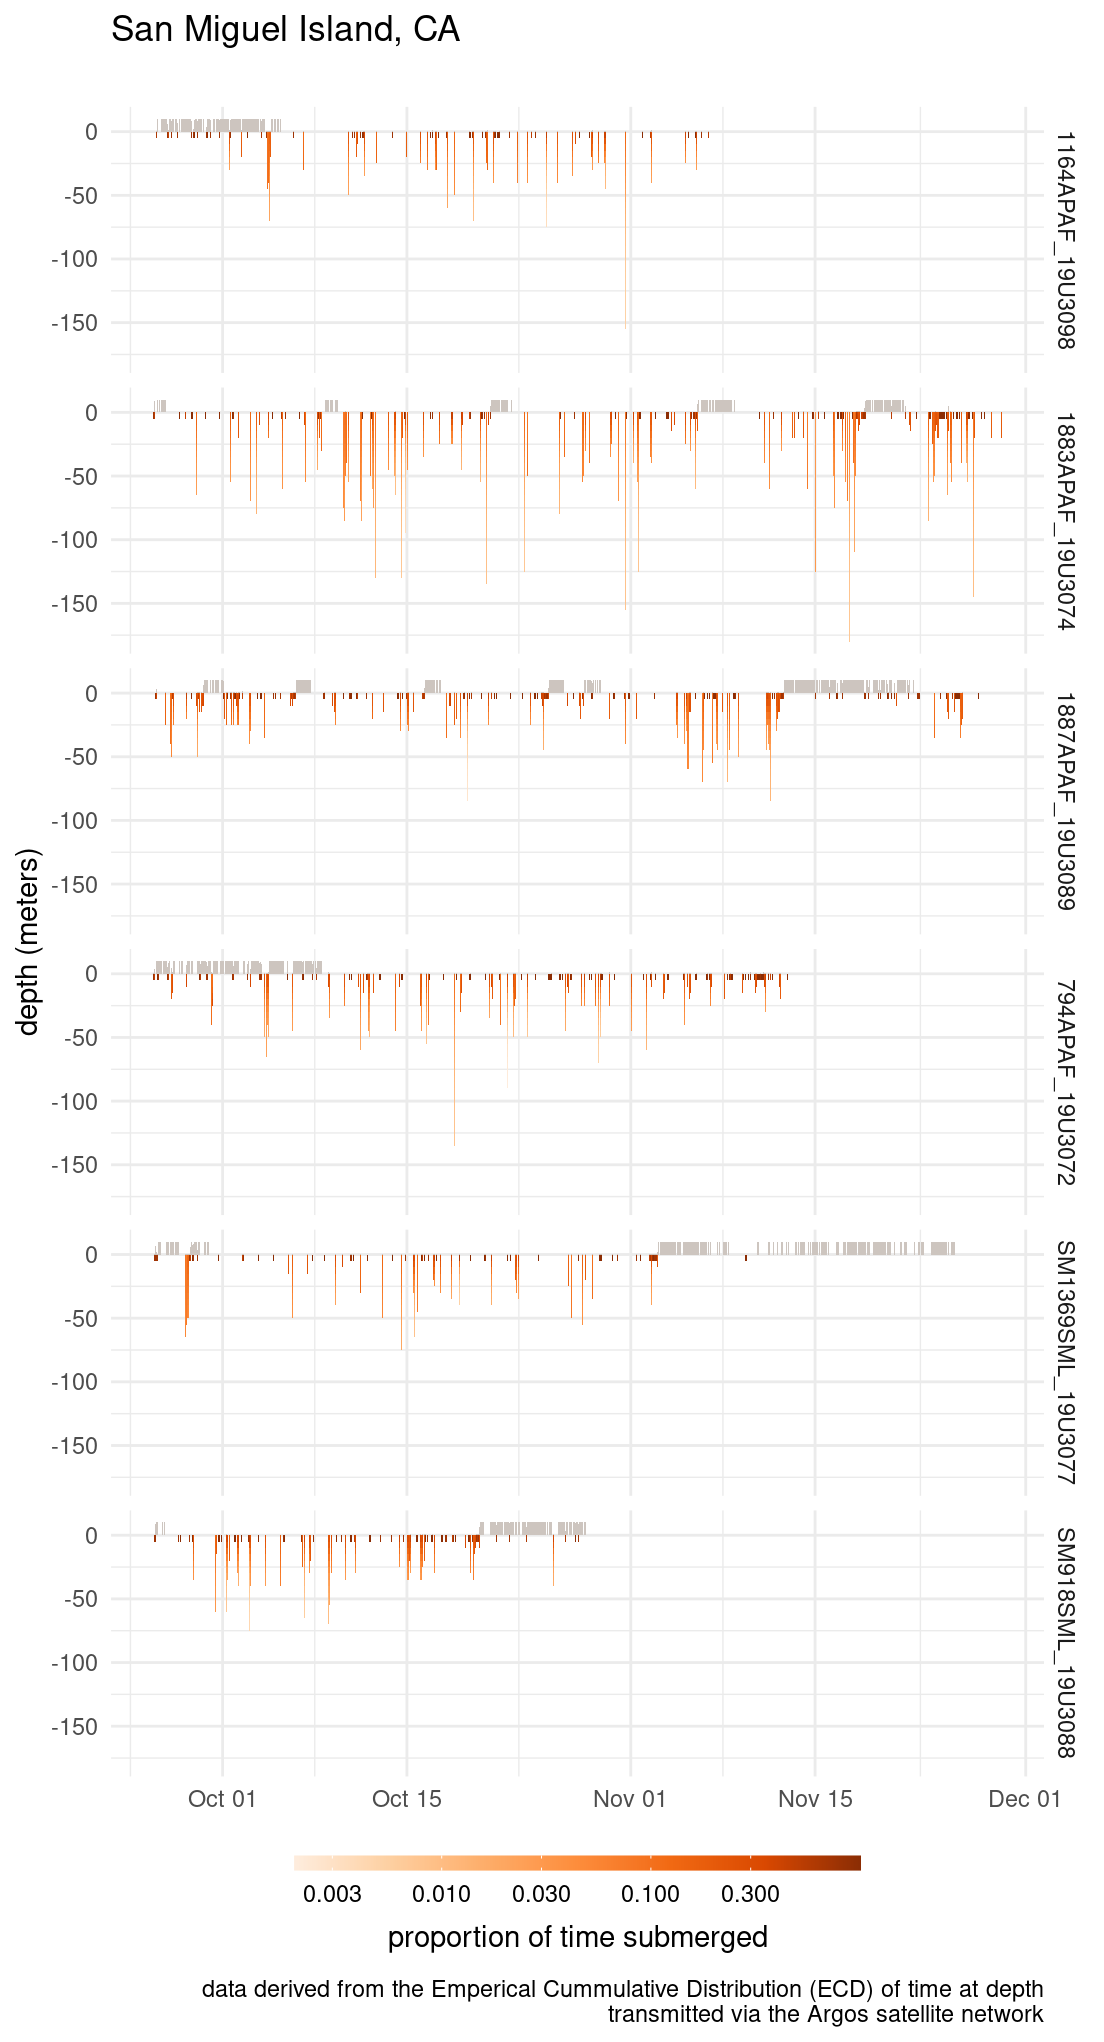 San Miguel Island, CA
0
-50
-100
-150
1164APAF_19U3098
0
-50
-100
-150
1883APAF_19U3074
0
-50
-100
-150
1887APAF_19U3089
depth (meters)
0
-50
-100
-150
794APAF_19U3072
0
-50
-100
-150
SM1369SML_19U3077
0
-50
-100
-150
SM918SML_19U3088
Oct 01 Oct 15 Nov 01 Nov 15 Dec 01
0.003 0.010 0.030 0.100 0.300
proportion of time submerged
data derived from the Emperical Cummulative Distribution (ECD) of time at depth
transmitted via the Argos satellite network